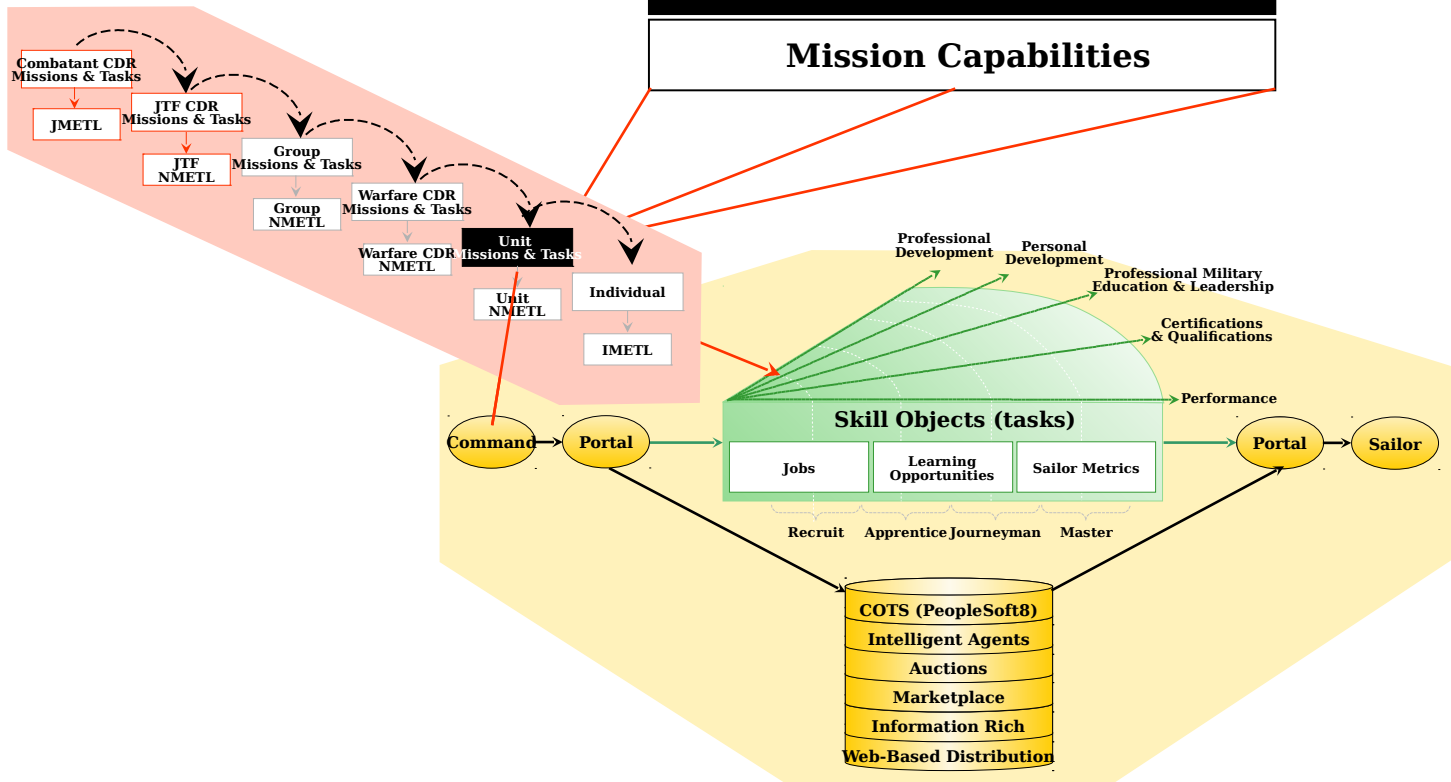 Mission Capabilities
Combatant CDR
Missions & Tasks
JMETL
JTF CDR
Missions & Tasks
JTF
NMETL
Group
Missions & Tasks
Group
NMETL
Warfare CDR
Missions & Tasks
Warfare CDR
NMETL
Unit
Missions & Tasks
Unit
NMETL
Individual
IMETL
Professional
Development
Personal
Development
Professional Military
Education & Leadership
Certifications
& Qualifications
Performance
Skill Objects (tasks)
Command
Portal
Jobs
Learning
Opportunities
Sailor Metrics
Portal
Sailor
Recruit
Apprentice
Journeyman
Master
COTS (PeopleSoft8)
Intelligent Agents
Auctions
Marketplace
Information Rich
Web-Based Distribution